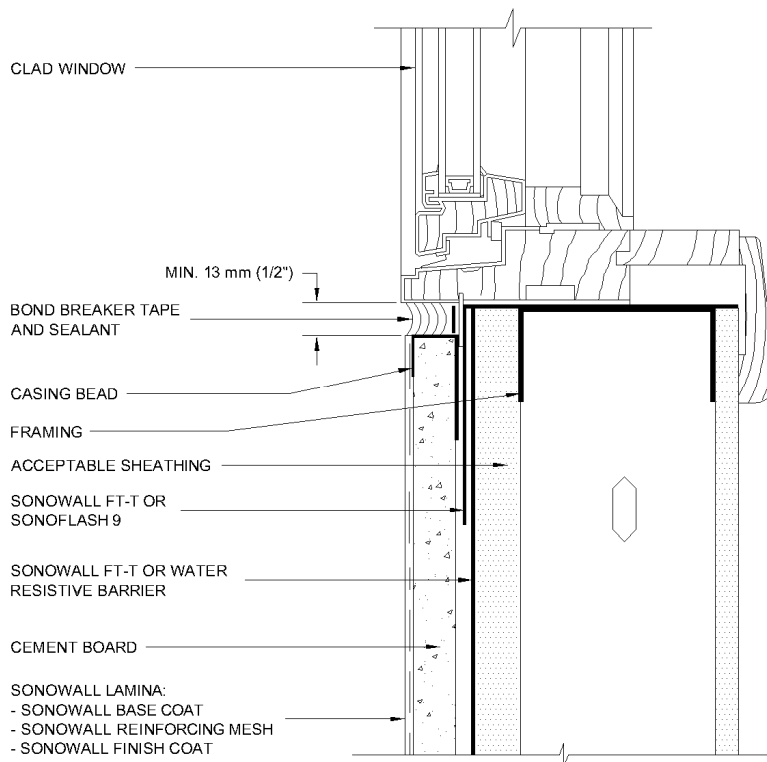 CLAD WINDOW
MIN. 13 mm (1/2")
BOND BREAKER TAPE
AND SEALANT
CASING BEAD
FRAMING
ACCEPTABLE SHEATHING
SONOWALL FT-T OR
SONOFLASH 9
SONOWALL FT-T OR WATER
RESISTIVE BARRIER
CEMENT BOARD
SONOWALL LAMINA:
- SONOWALL BASE COAT
- SONOWALL REINFORCING MESH
- SONOWALL FINISH COAT